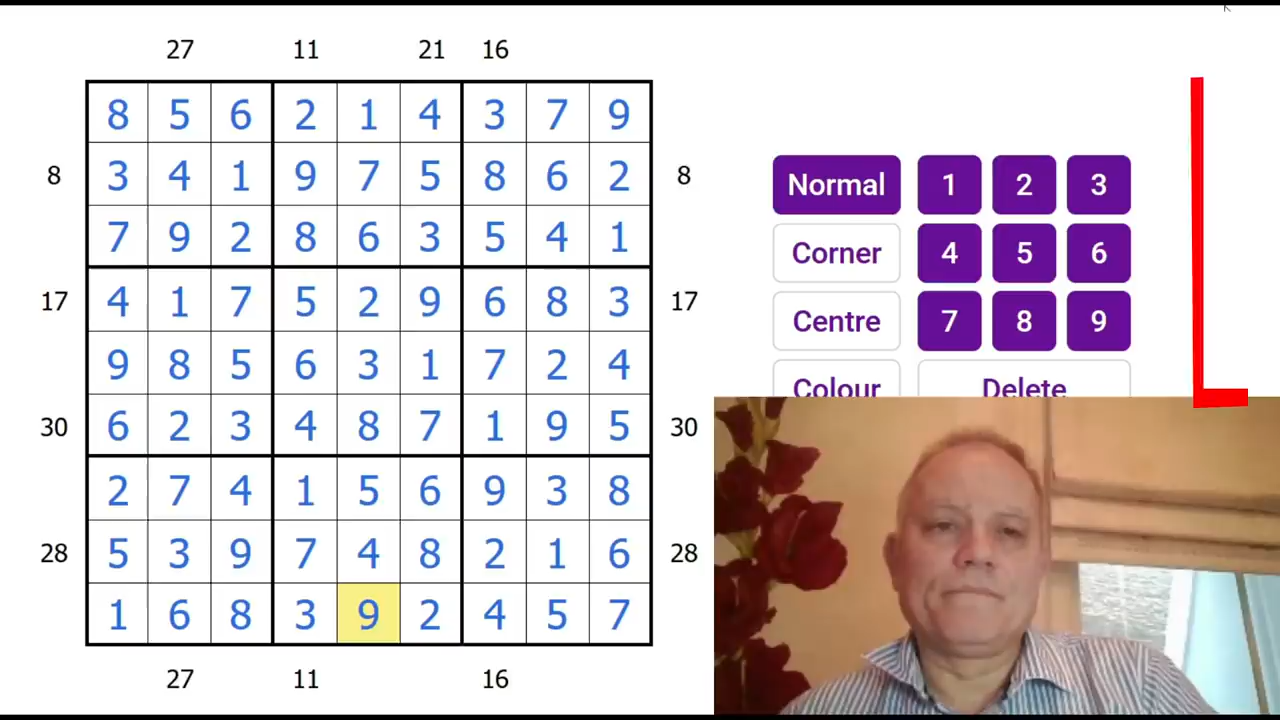 27 11 21 16
8 5 6 2 1 4 3 7 9
8 3 4 1 9 7 5 8 6 2 8
7 9 2 8 6 3 5 4 1
17 4 1 7 5 2 9 6 8 3 17
9 8 5 6 3 1 7 2 4
30 6 2 3 4 8 7 1 9 5 30
2 7 4 1 5 6 9 3 8
28 5 3 9 7 4 8 2 1 6 28
1 6 8 3 9 2 4 5 7
27 11 16
Normal 1 2 3
Corner 4 5 6
Centre 7 8 9
Colour Delete